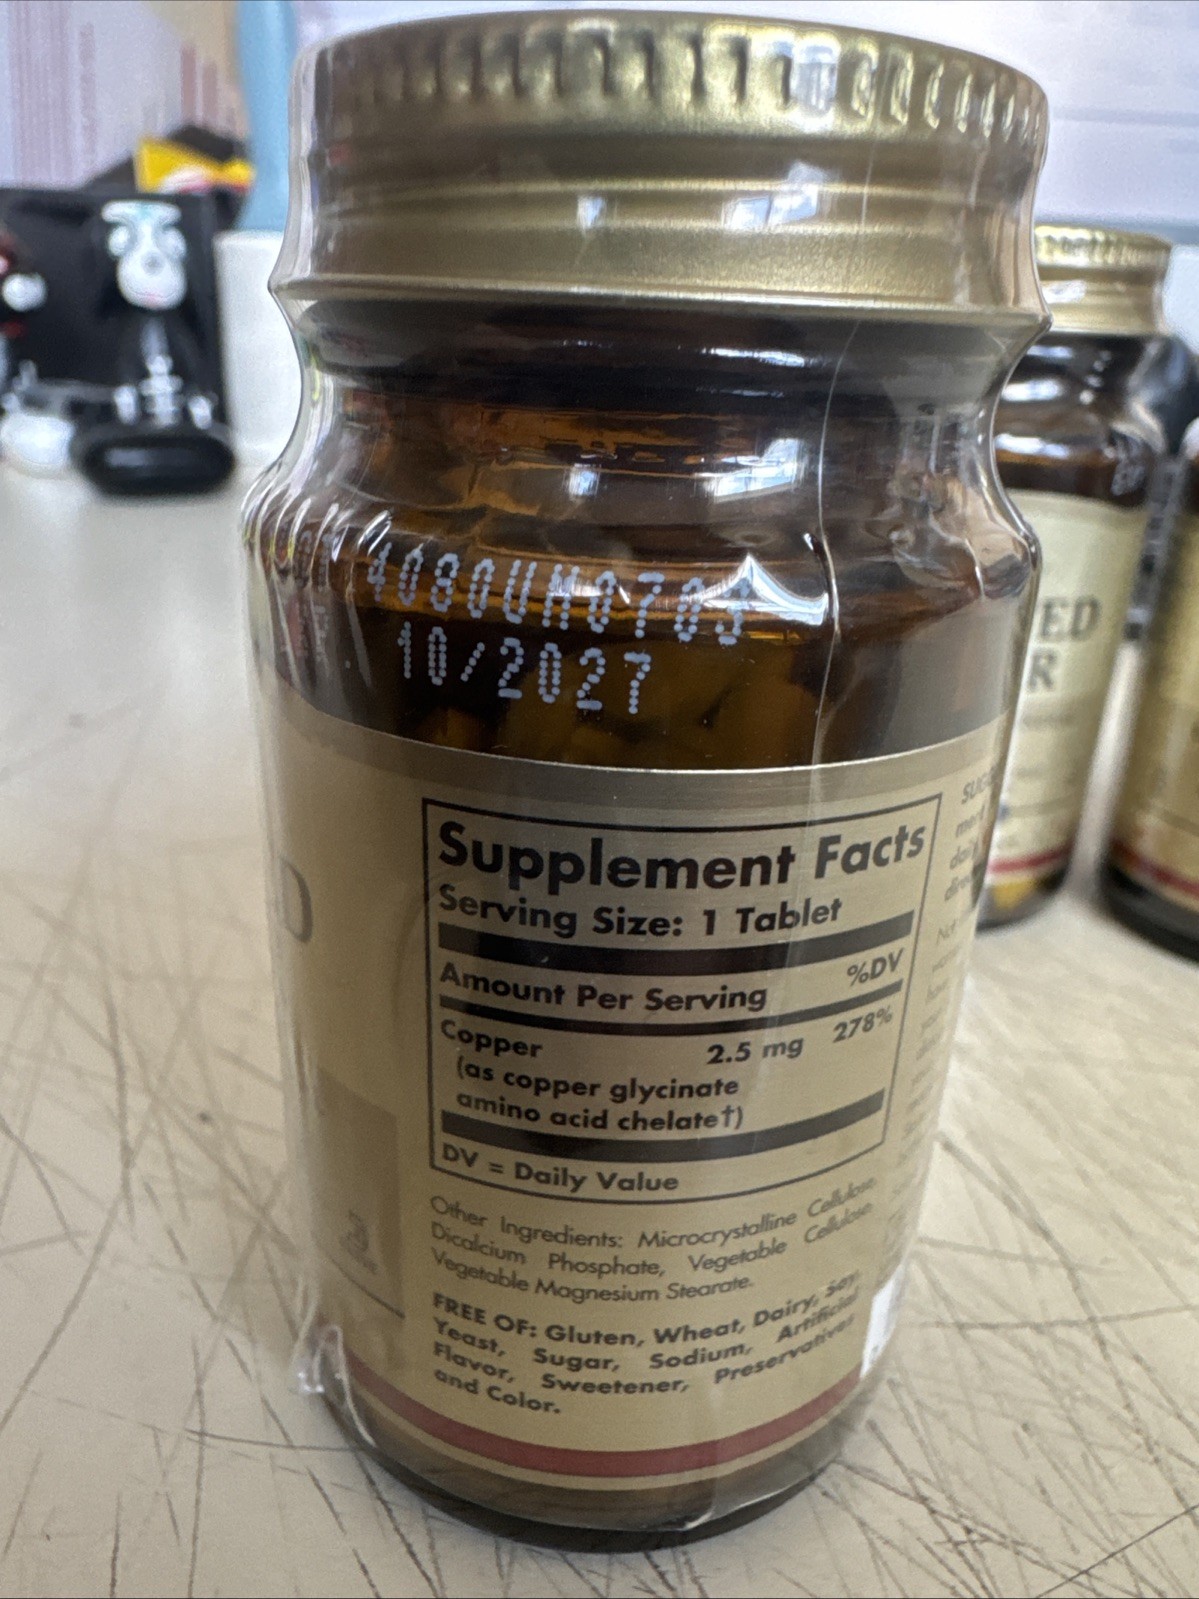 4080UH0703
10/2027
Supplement Facts
Serving Size: 1 Tablet
Amount Per Serving %DV
Copper 2.5 mg 278%
(as copper glycinate
amino acid chelate†)
DV = Daily Value
Other Ingredients: Microcrystalline Cellulose,
Dicalcium Phosphate, Vegetable Cellulose,
Vegetable Magnesium Stearate.
FREE OF: Gluten, Wheat, Dairy, Soy,
Yeast, Sugar, Sodium, Artificial
Flavor, Sweetener, Preservatives
and Color.